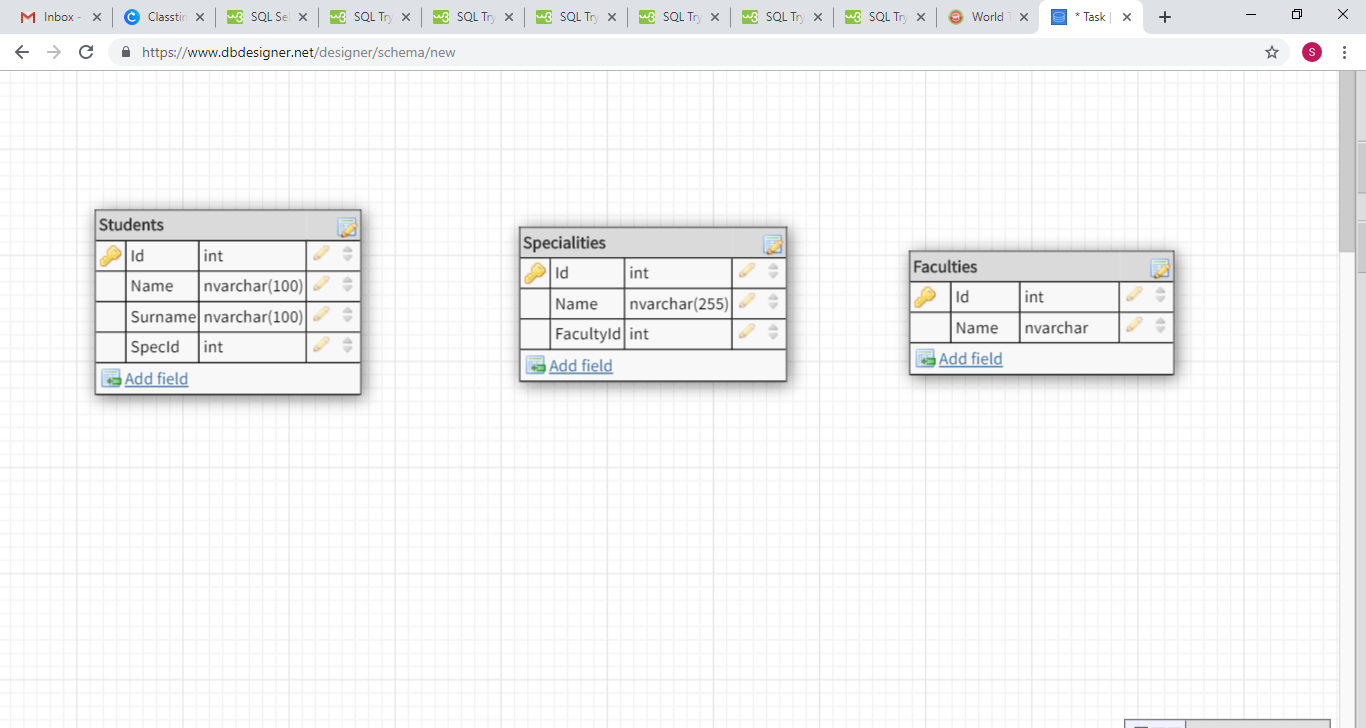 Inbox -
Classtin
SQL Sel
SQL Try
SQL Try
SQL Try
SQL Try
SQL Try
SQL Try
World T
* Task |
https://www.dbdesigner.net/designer/schema/new
S
Students
Id int
Name nvarchar(100)
Surname nvarchar(100)
SpecId int
Add field
Specialities
Id int
Name nvarchar(255)
FacultyId int
Add field
Faculties
Id int
Name nvarchar
Add field